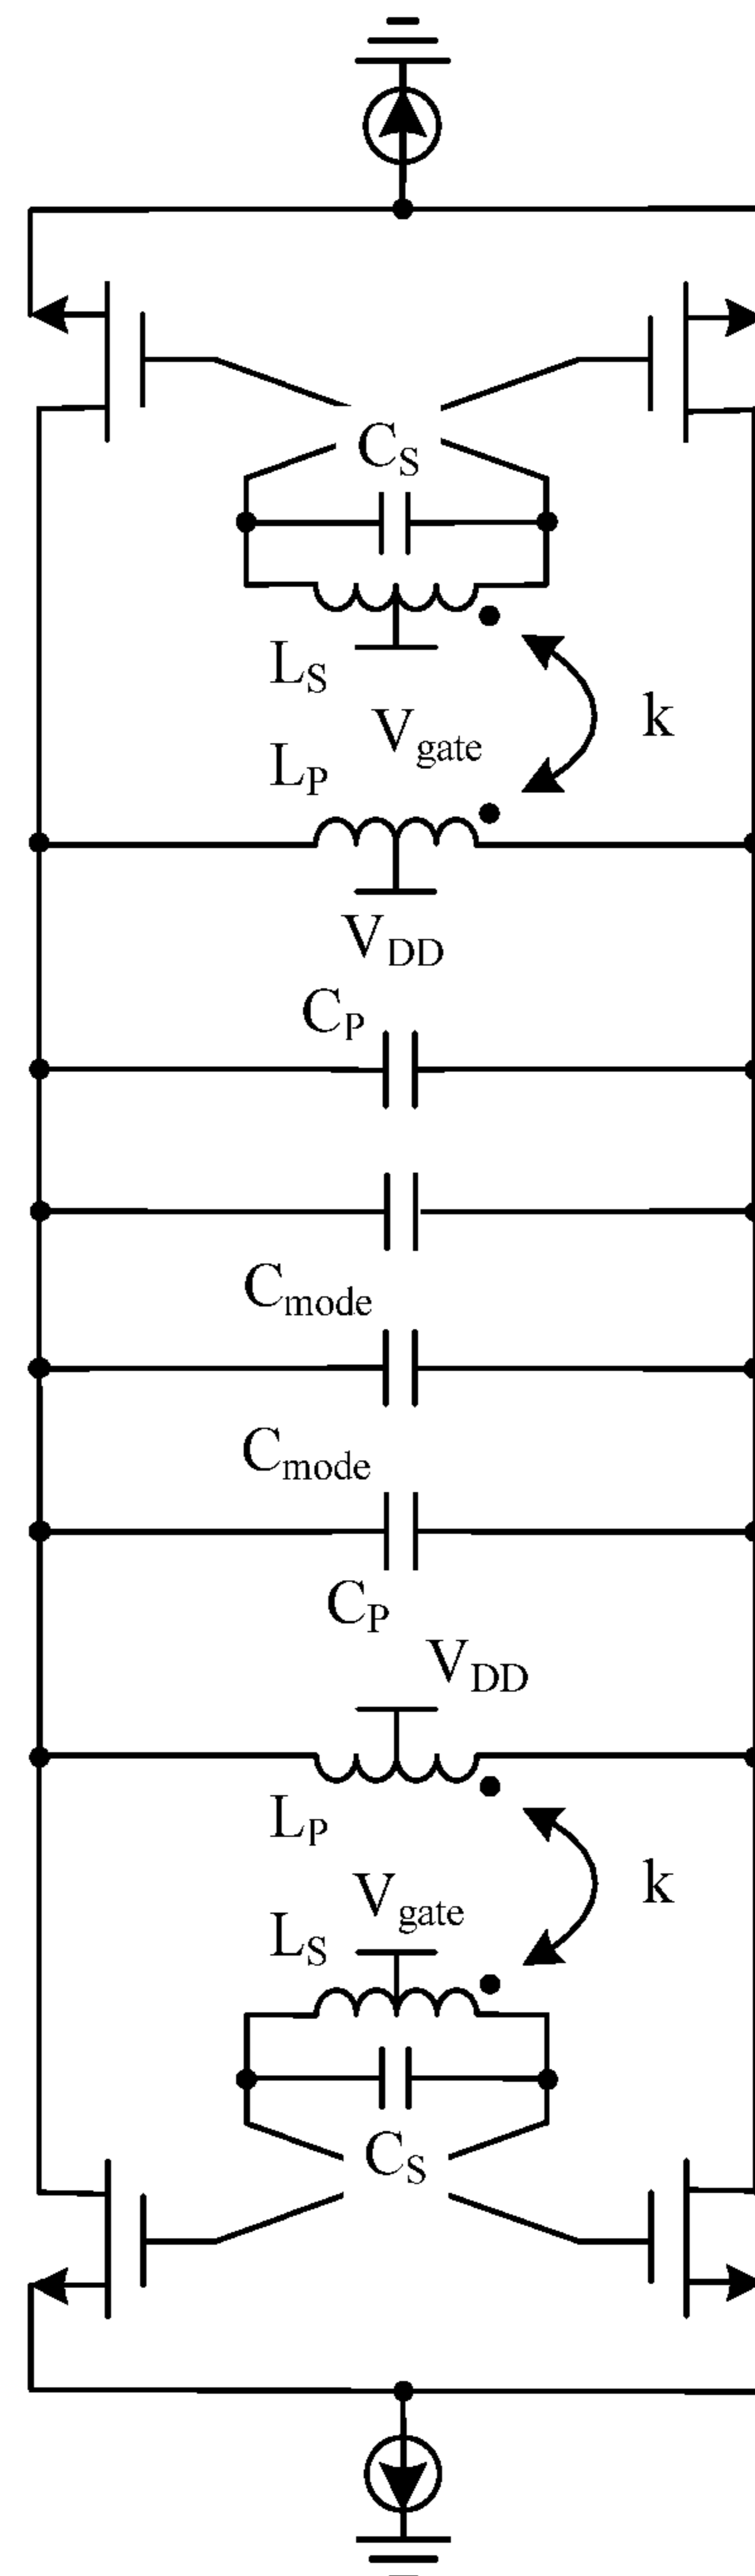 C_S
L_S
k
V_gate
L_P
V_DD
C_P
C_mode
C_mode
C_P
V_DD
L_P
k
V_gate
L_S
C_S